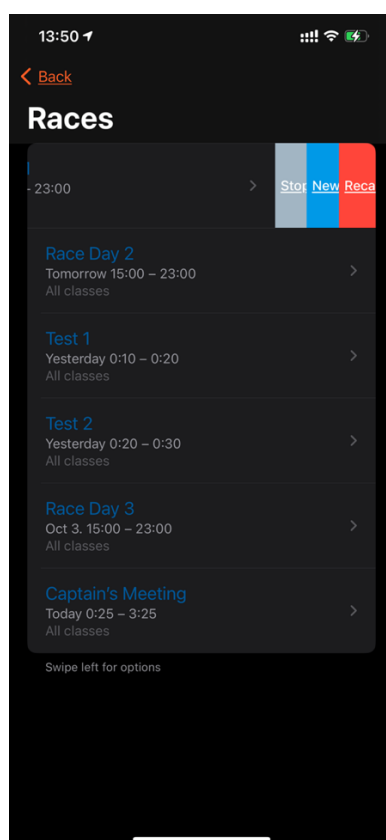 13:50
Back
Races
- 23:00
Stop New Reca
Race Day 2
Tomorrow 15:00 – 23:00
All classes
Test 1
Yesterday 0:10 – 0:20
All classes
Test 2
Yesterday 0:20 – 0:30
All classes
Race Day 3
Oct 3. 15:00 – 23:00
All classes
Captain's Meeting
Today 0:25 – 3:25
All classes
Swipe left for options